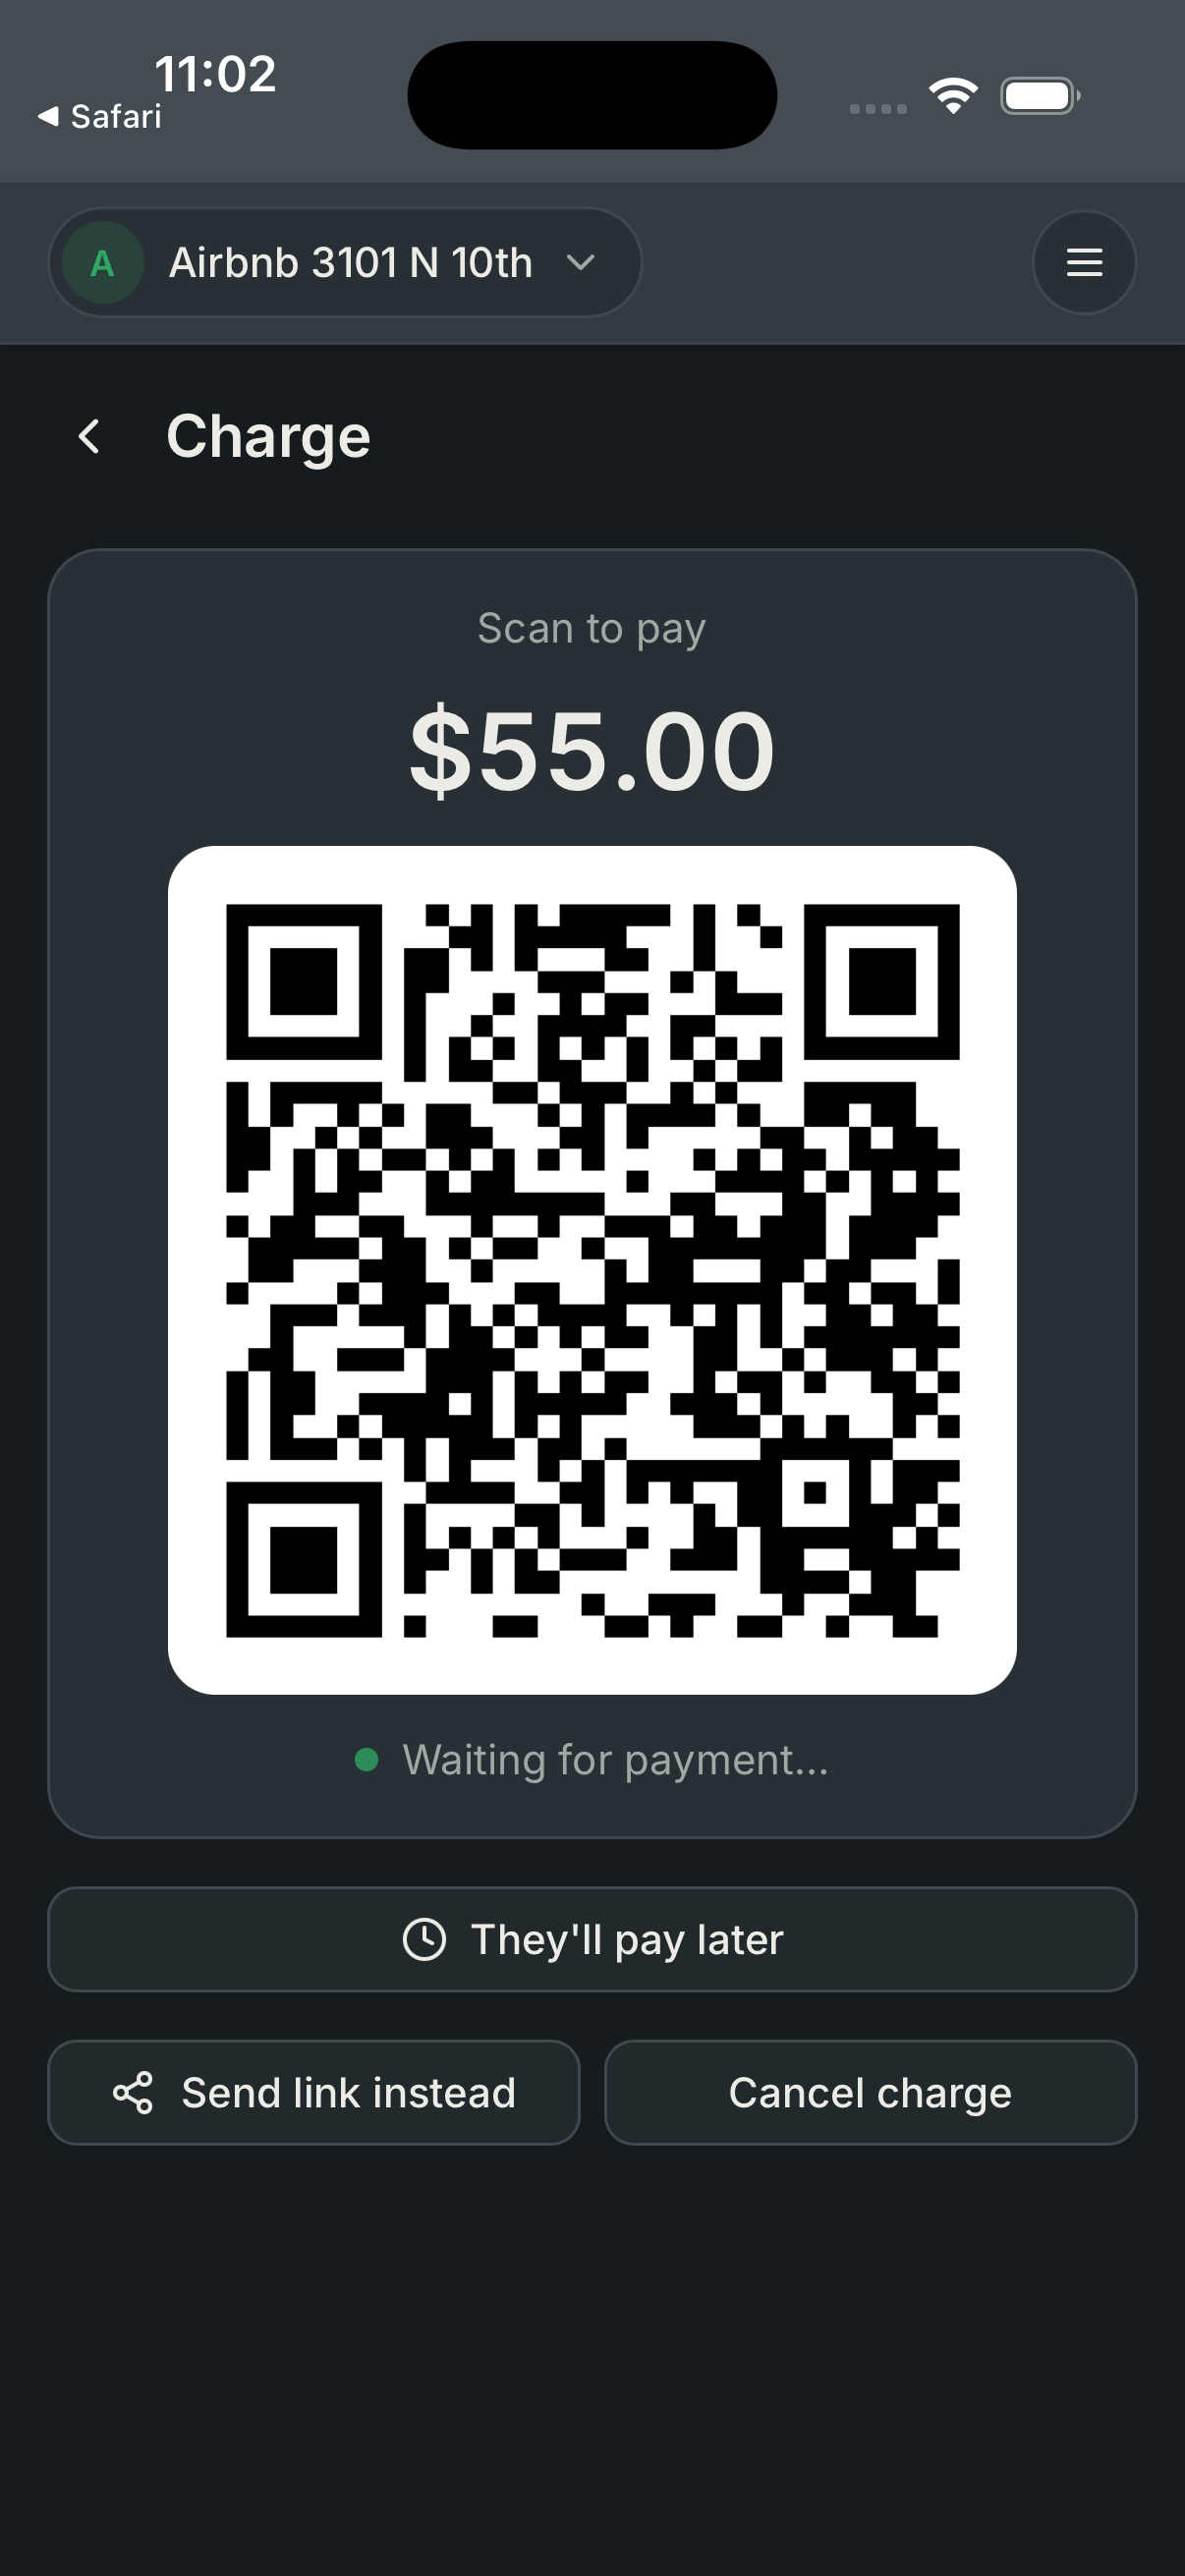 11:02
Safari
A
Airbnb 3101 N 10th
Charge
Scan to pay
$55.00
Waiting for payment...
They'll pay later
Send link instead
Cancel charge